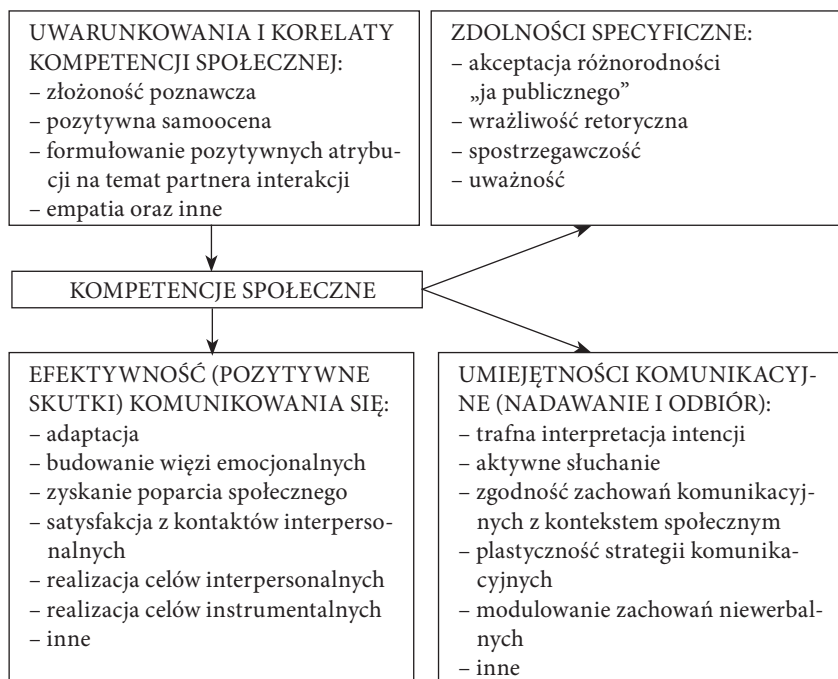 UWARUNKOWANIA I KORELATY
KOMPETENCJI SPOŁECZNEJ:
– złożoność poznawcza
– pozytywna samoocena
– formułowanie pozytywnych atrybu-
cji na temat partnera interakcji
– empatia oraz inne
ZDOLNOŚCI SPECYFICZNE:
– akceptacja różnorodności
„ja publicznego”
– wrażliwość retoryczna
– spostrzegawczość
– uważność
KOMPETENCJE SPOŁECZNE
EFEKTYWNOŚĆ (POZYTYWNE
SKUTKI) KOMUNIKOWANIA SIĘ:
– adaptacja
– budowanie więzi emocjonalnych
– zyskanie poparcia społecznego
– satysfakcja z kontaktów interperso-
nalnych
– realizacja celów interpersonalnych
– realizacja celów instrumentalnych
– inne
UMIEJĘTNOŚCI KOMUNIKACYJ-
NE (NADAWANIE I ODBIÓR):
– trafna interpretacja intencji
– aktywne słuchanie
– zgodność zachowań komunikacyj-
nych z kontekstem społecznym
– plastyczność strategii komunika-
cyjnych
– modulowanie zachowań niewerbal-
nych
– inne